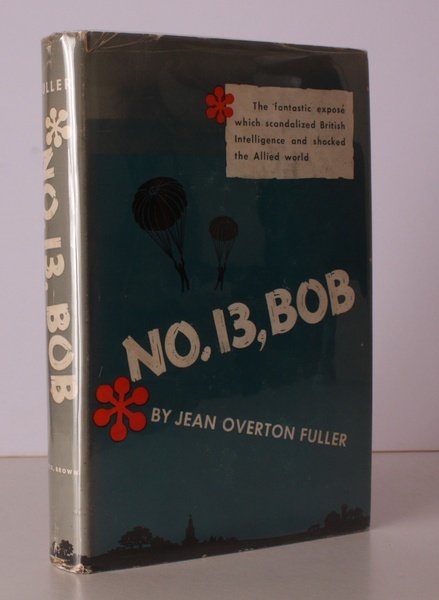 FULLER
NO. 13, BOB
BROWN
The fantastic exposé
which scandalized British
Intelligence and shocked
the Allied world
NO. 13, BOB
BY JEAN OVERTON FULLER